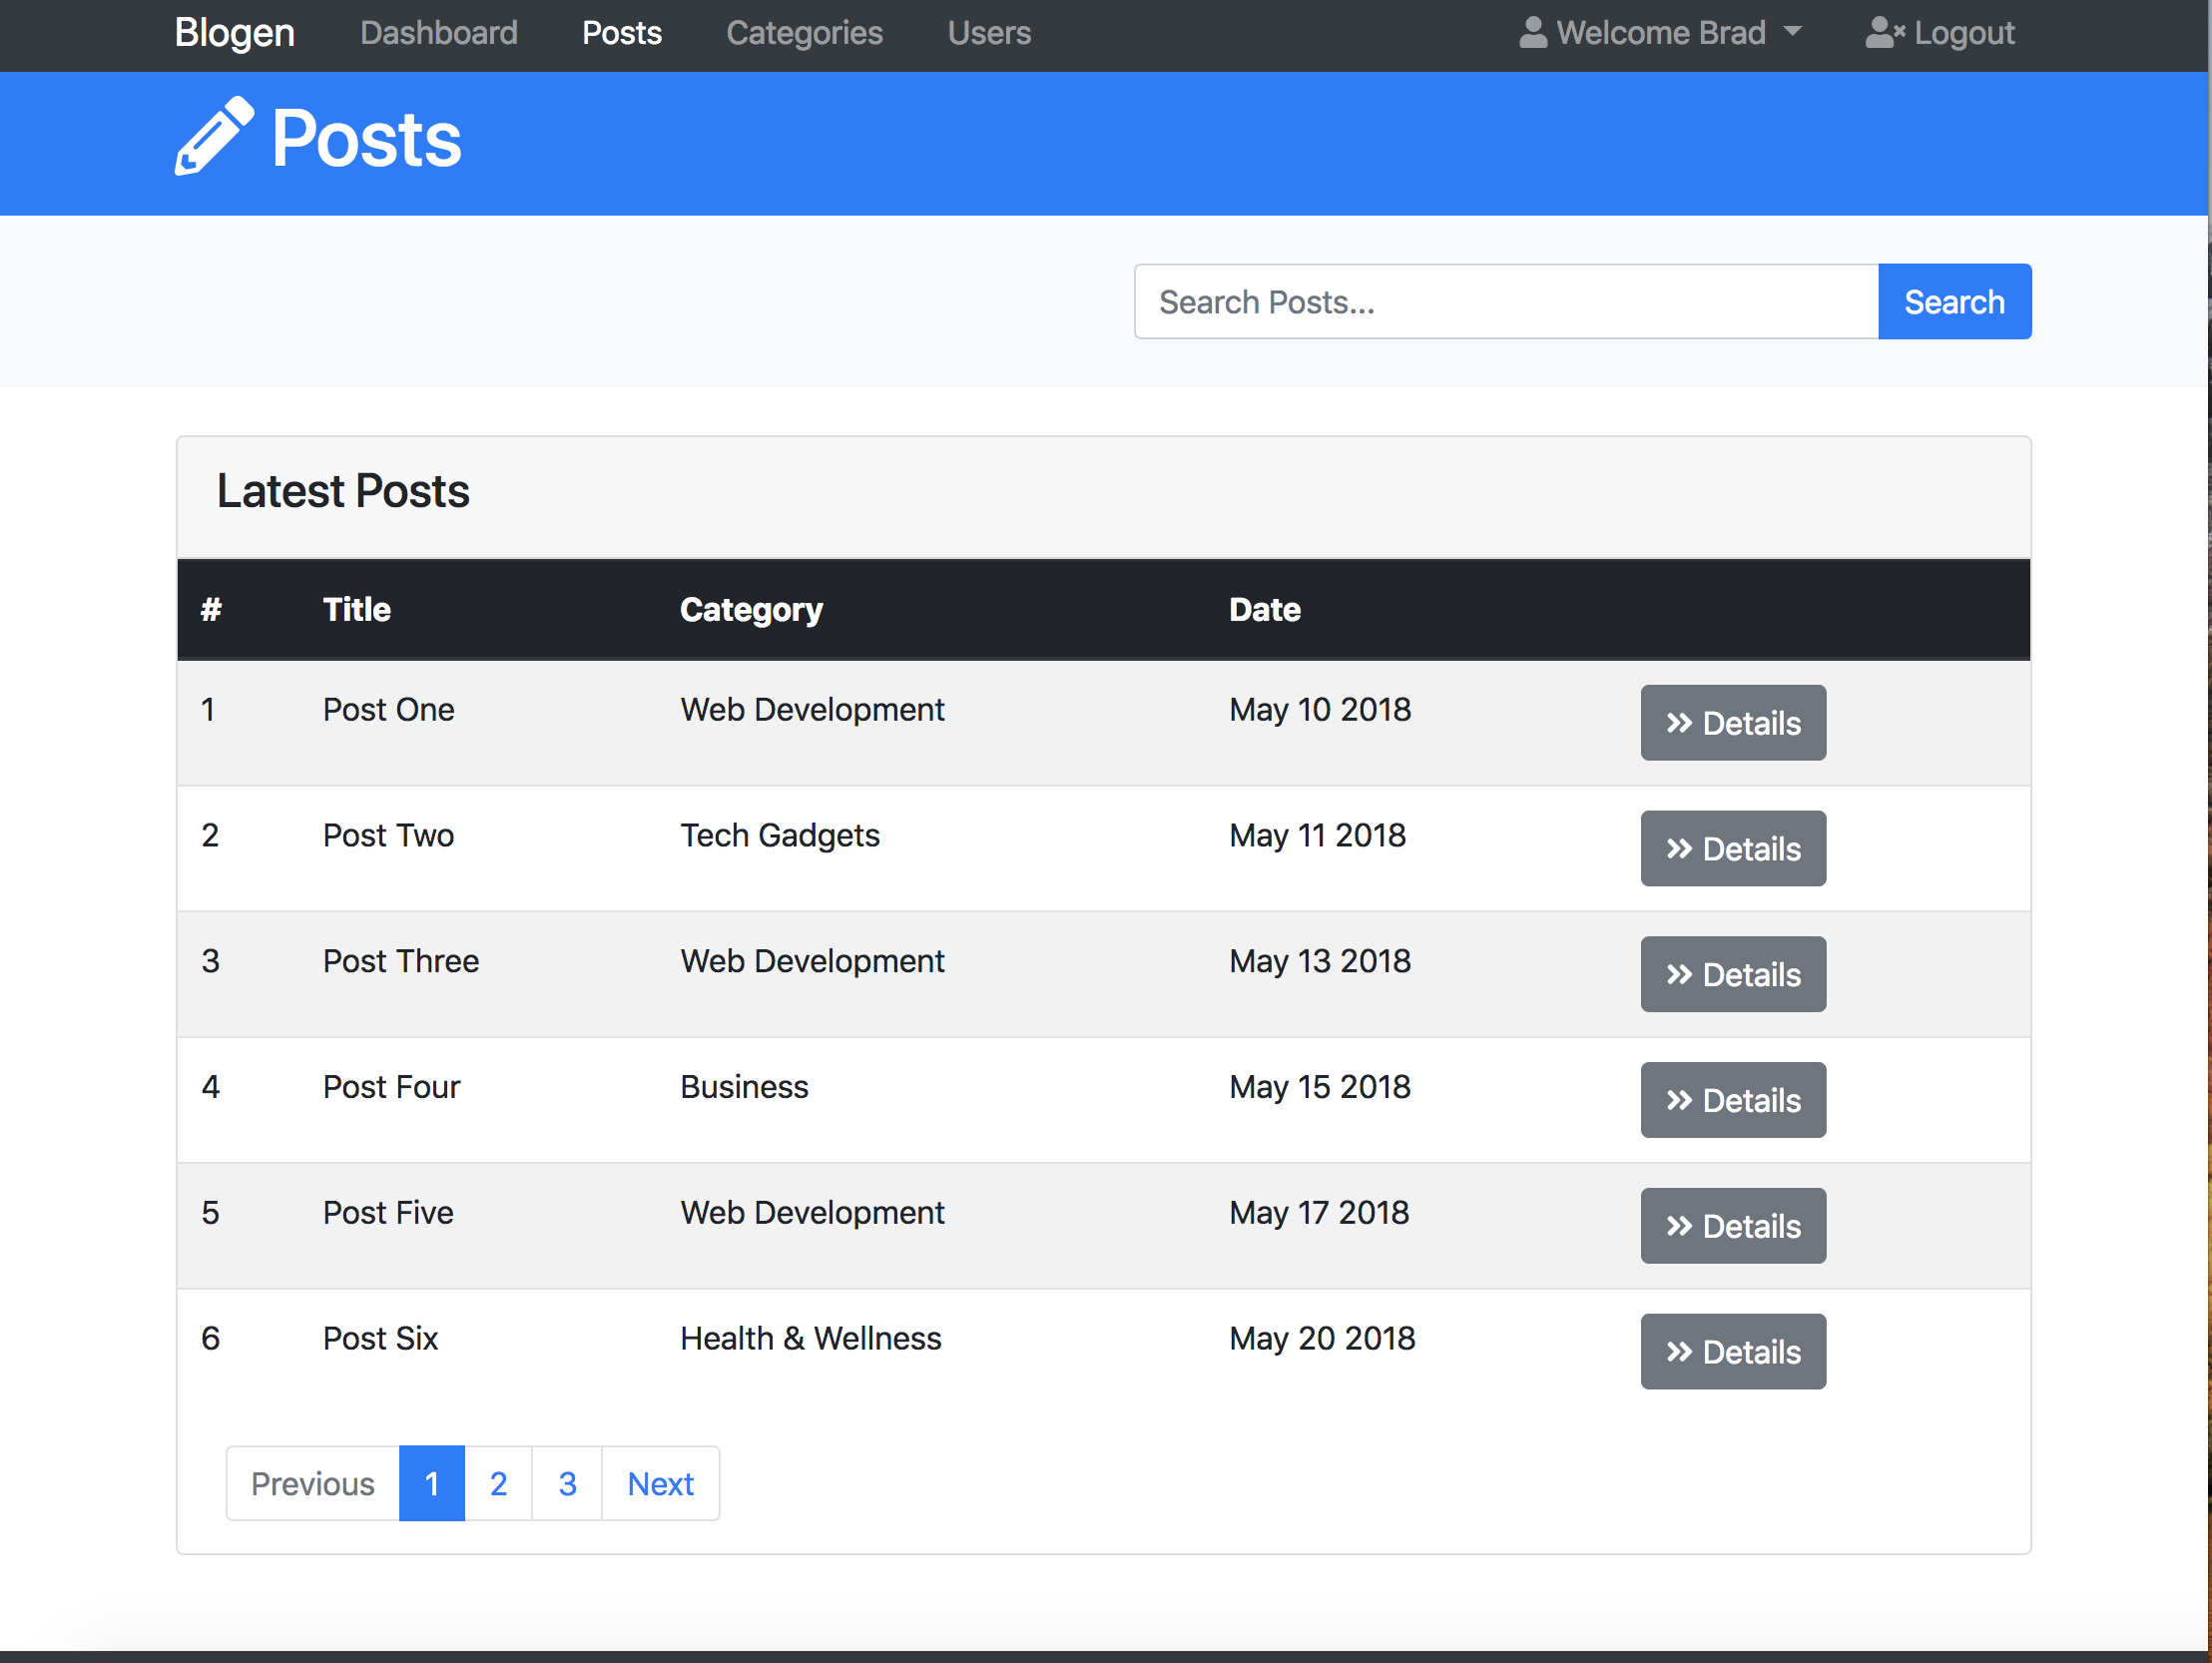 Blogen Dashboard Posts Categories Users Welcome Brad Logout
Posts
Search Posts... Search
Latest Posts
# Title Category Date
1 Post One Web Development May 10 2018 Details
2 Post Two Tech Gadgets May 11 2018 Details
3 Post Three Web Development May 13 2018 Details
4 Post Four Business May 15 2018 Details
5 Post Five Web Development May 17 2018 Details
6 Post Six Health & Wellness May 20 2018 Details
Previous 1 2 3 Next